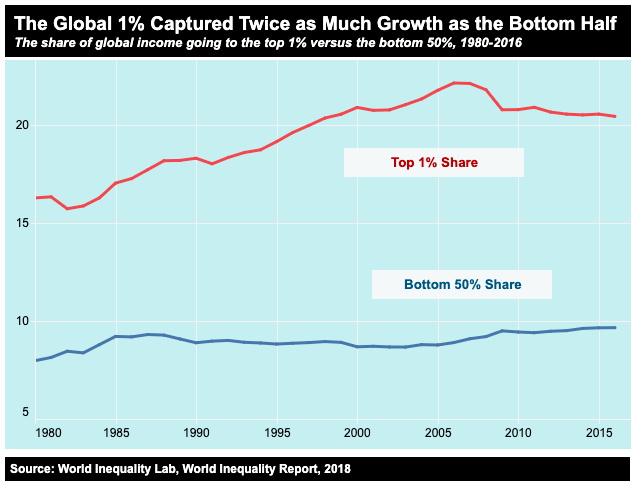 The Global 1% Captured Twice as Much Growth as the Bottom Half
The share of global income going to the top 1% versus the bottom 50%, 1980-2016
20
Top 1% Share
15
Bottom 50% Share
10
5
1980 1985 1990 1995 2000 2005 2010 2015
Source: World Inequality Lab, World Inequality Report, 2018